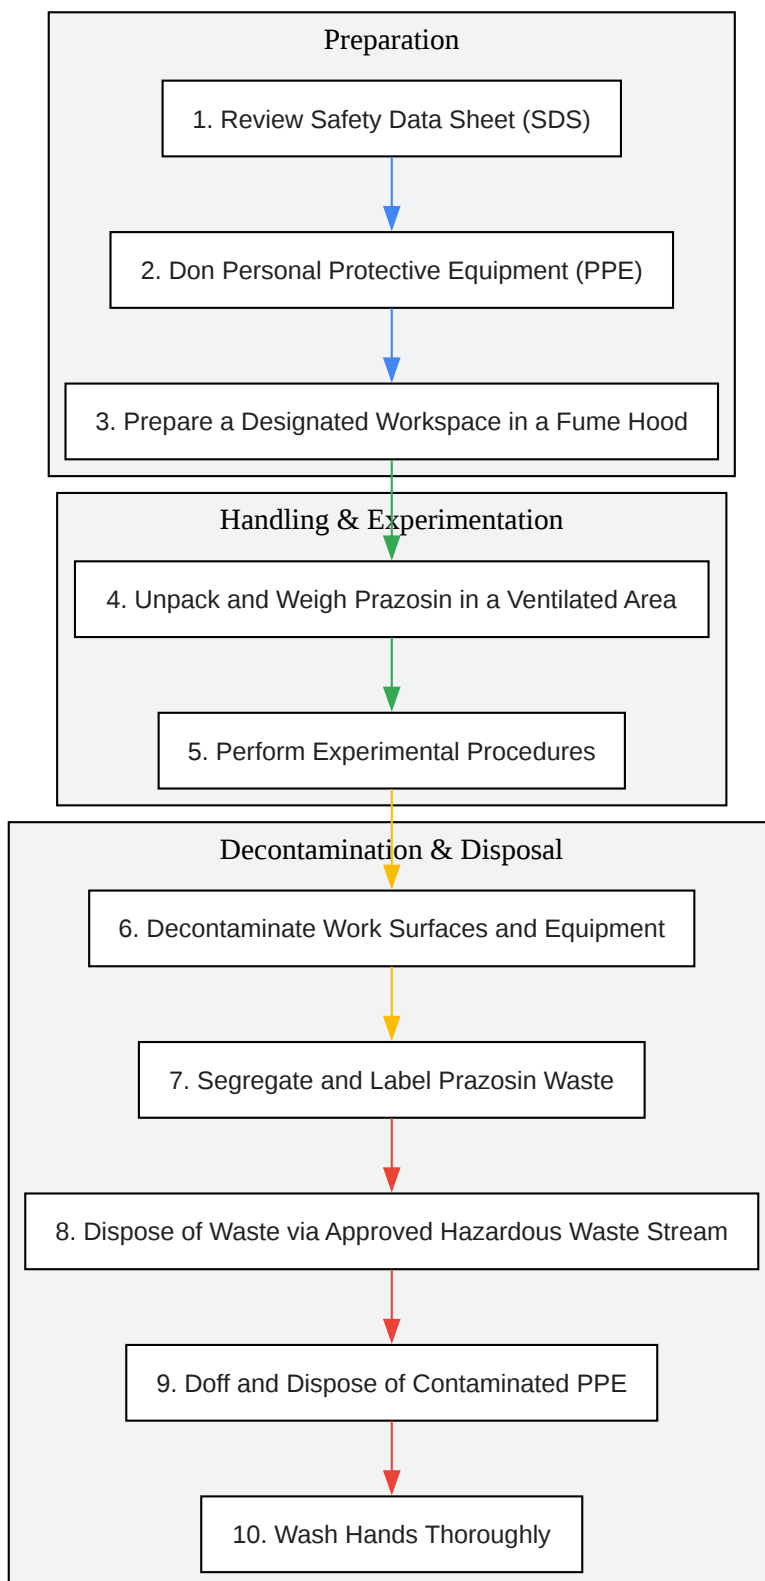 Preparation
1. Review Safety Data Sheet (SDS)
2. Don Personal Protective Equipment (PPE)
3. Prepare a Designated Workspace in a Fume Hood
Handling & Experimentation
4. Unpack and Weigh Prazosin in a Ventilated Area
5. Perform Experimental Procedures
Decontamination & Disposal
6. Decontaminate Work Surfaces and Equipment
7. Segregate and Label Prazosin Waste
8. Dispose of Waste via Approved Hazardous Waste Stream
9. Doff and Dispose of Contaminated PPE
10. Wash Hands Thoroughly